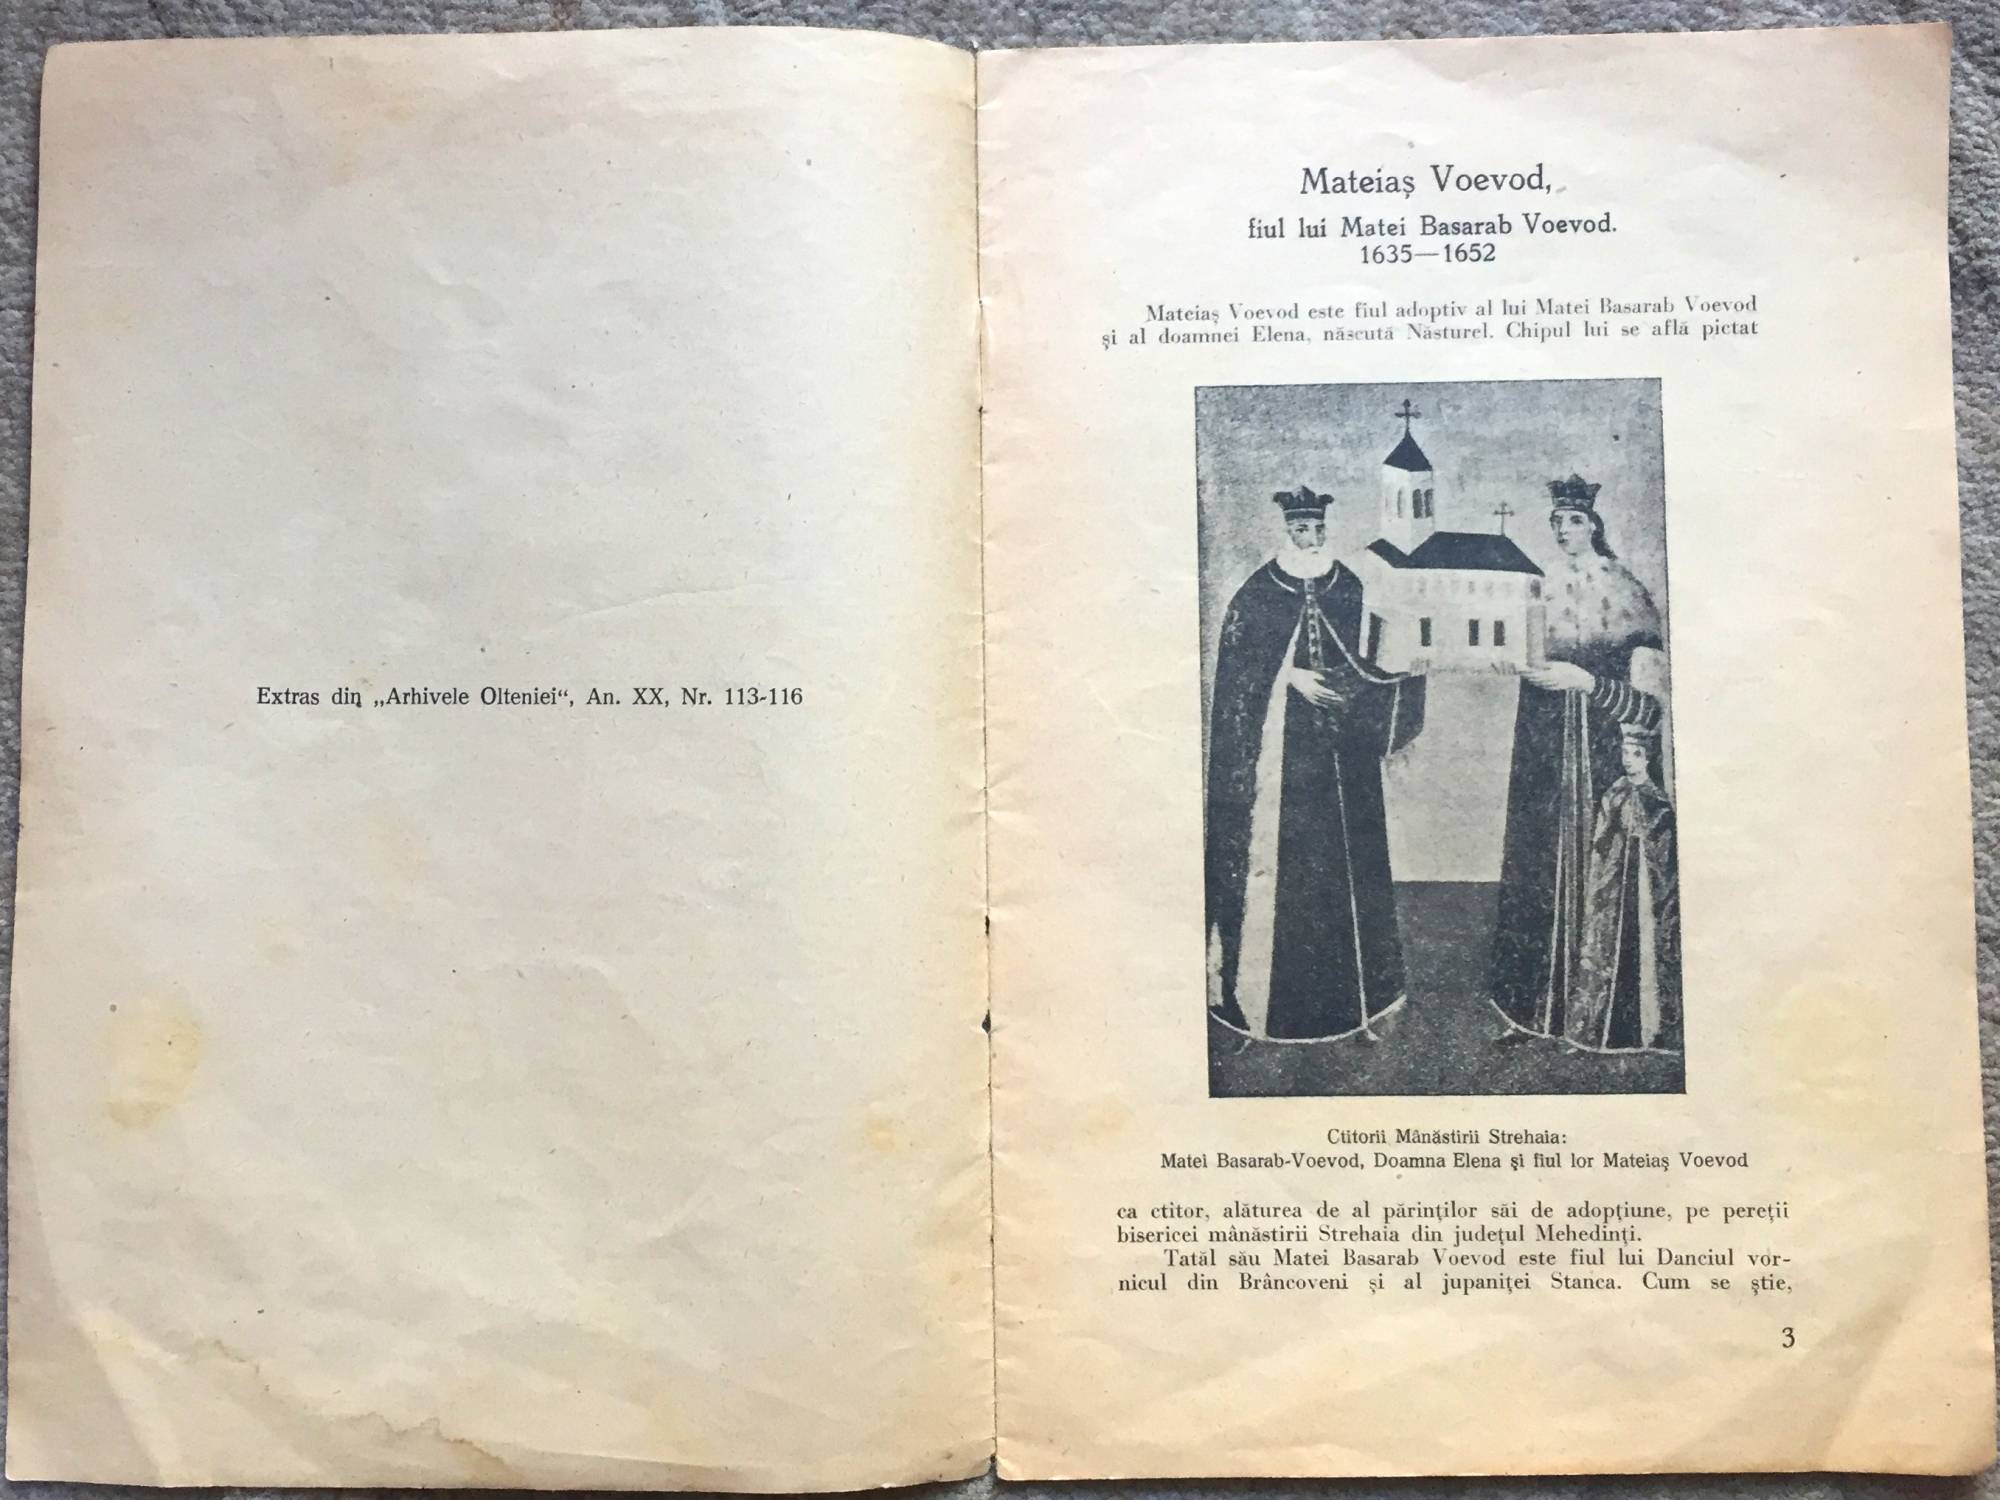 Extras din „Arhivele Olteniei“, An. XX, Nr. 113-116
Mateiaş Voevod,
fiul lui Matei Basarab Voevod.
1635—1652
Mateiaş Voevod este fiul adoptiv al lui Matei Basarab Voevod
şi al doamnei Elena, născută Năsturel. Chipul lui se află pictat
Ctitorii Mânăstirii Strehaia:
Matei Basarab-Voevod, Doamna Elena şi fiul lor Mateiaş Voevod
ca ctitor, alăturea de al părinţilor săi de adopţiune, pe pereţii
bisericei mânăstirii Strehaia din judeţul Mehedinţi.
Tatăl său Matei Basarab Voevod este fiul lui Danciul vor-
nicul din Brâncoveni şi al jupaniţei Stanca. Cum se ştie,
3